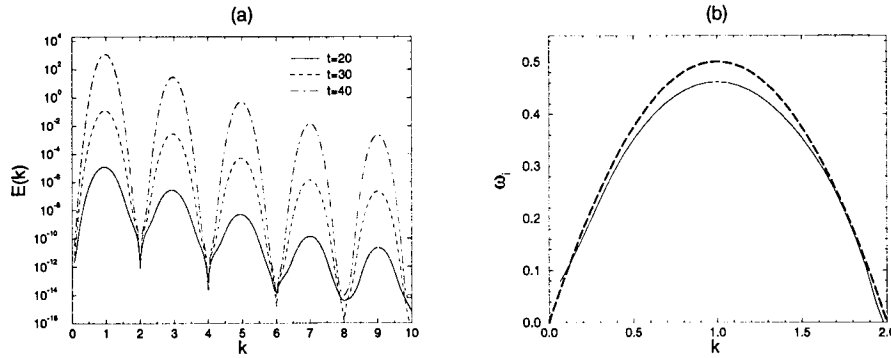 (a)
10^4
10^2
10^0
10^-2
10^-4
10^-6
10^-8
10^-10
10^-12
10^-14
10^-16
E(k)
t=20
t=30
t=40
0 1 2 3 4 5 6 7 8 9 10
k
(b)
0.5
0.4
0.3
0.2
0.1
0.0
ω_i
0.0 0.5 1.0 1.5 2.0
k